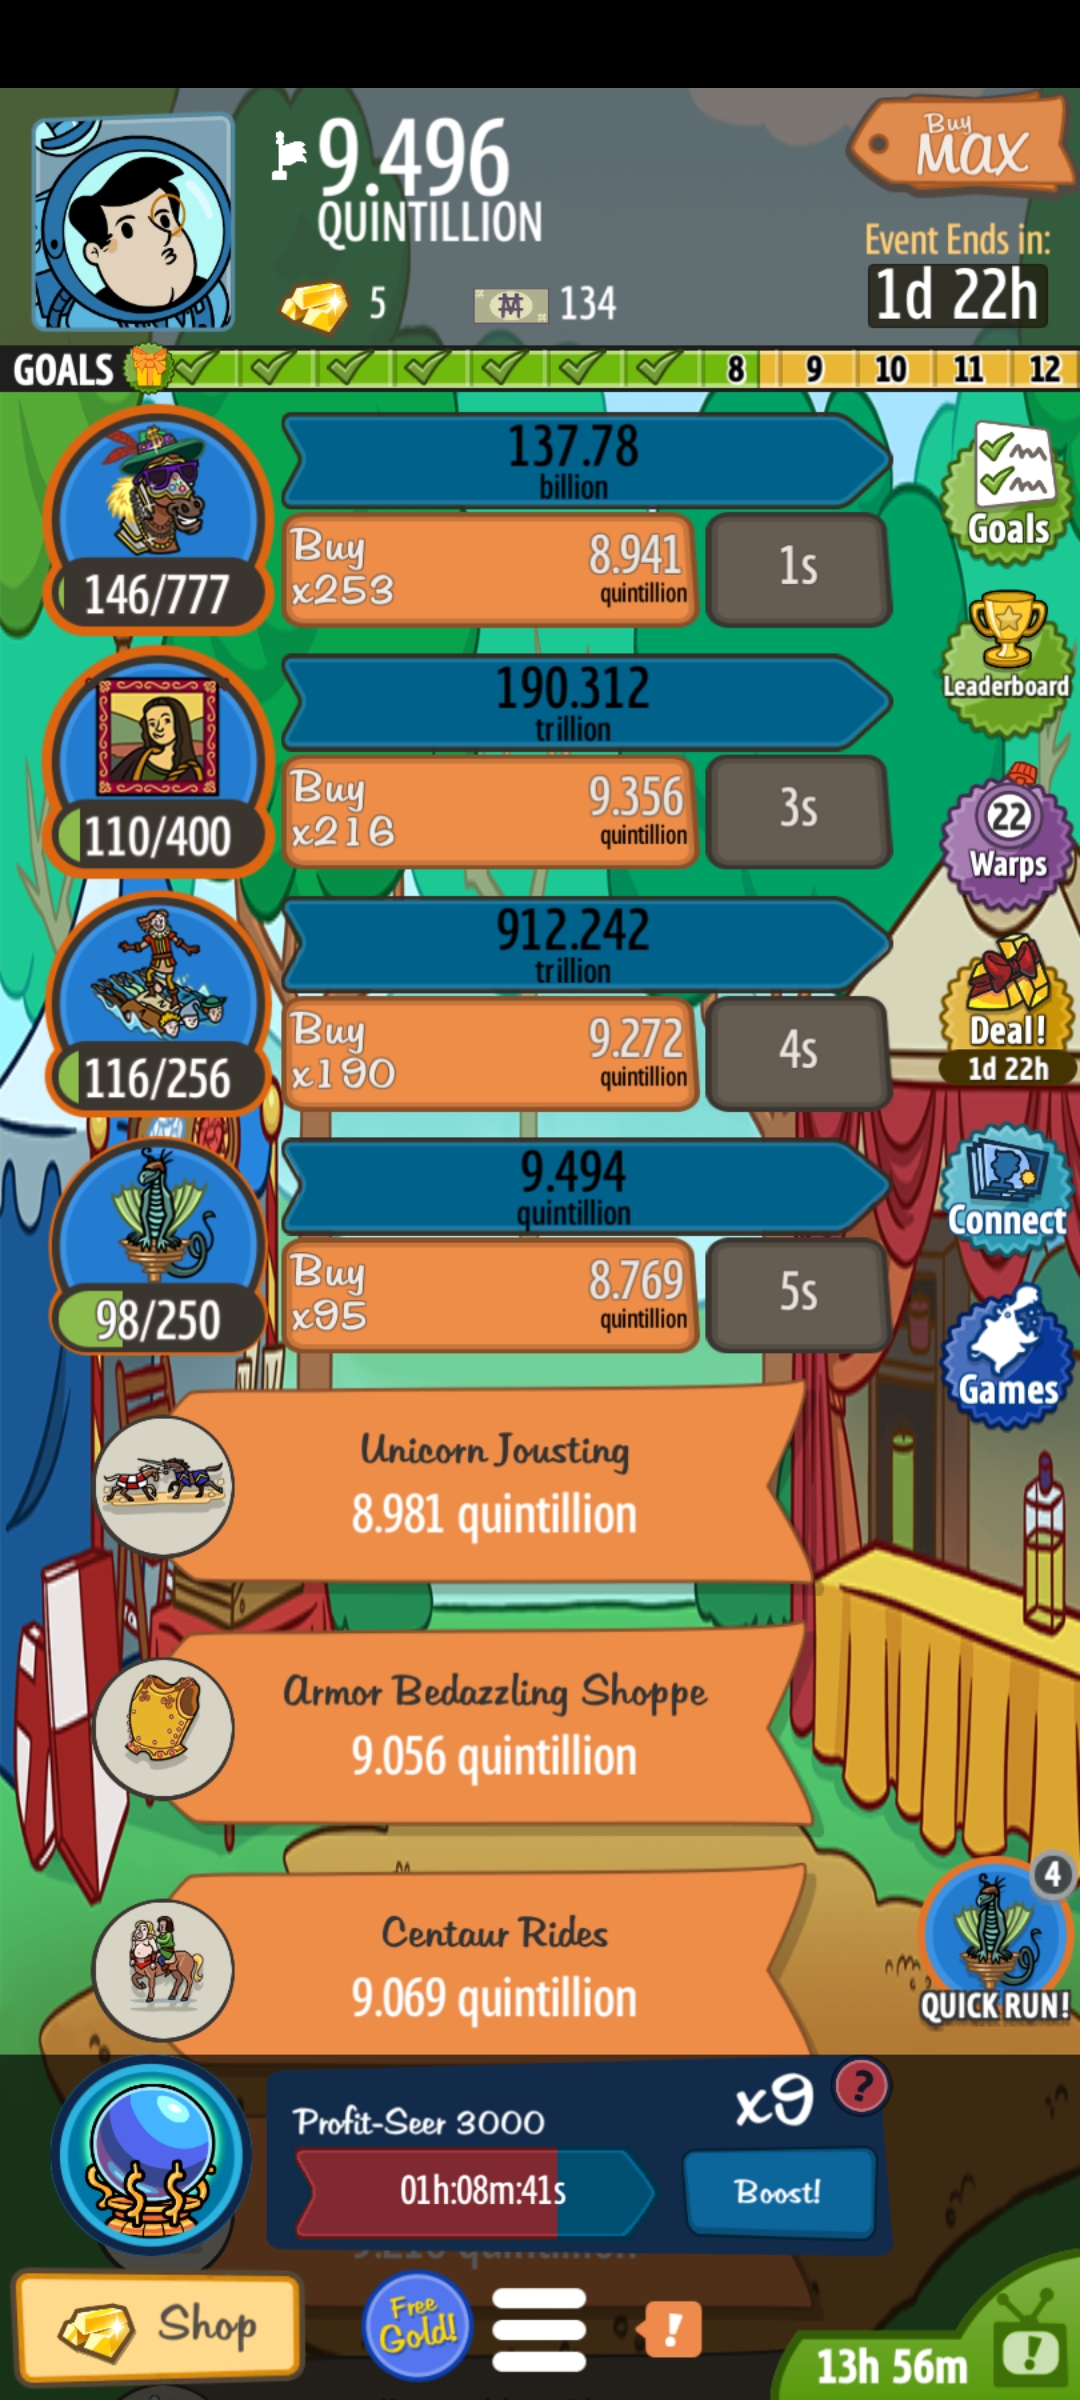 9.496
QUINTILLION
5
134
Buy
MAX
Event Ends in:
1d 22h
GOALS
8
9
10
11
12
137.78
billion
146/777
Buy
x253
8.941
quintillion
1s
190.312
trillion
110/400
Buy
x216
9.356
quintillion
3s
912.242
trillion
116/256
Buy
x190
9.272
quintillion
4s
9.494
quintillion
98/250
Buy
x95
8.769
quintillion
5s
Goals
Leaderboard
22
Warps
Deal!
1d 22h
Connect
Games
Unicorn Jousting
8.981 quintillion
Armor Bedazzling Shoppe
9.056 quintillion
Centaur Rides
9.069 quintillion
4
QUICK RUN!
Profit-Seer 3000
x9
?
01h:08m:41s
Boost!
Shop
Free
Gold!
!
13h 56m
!